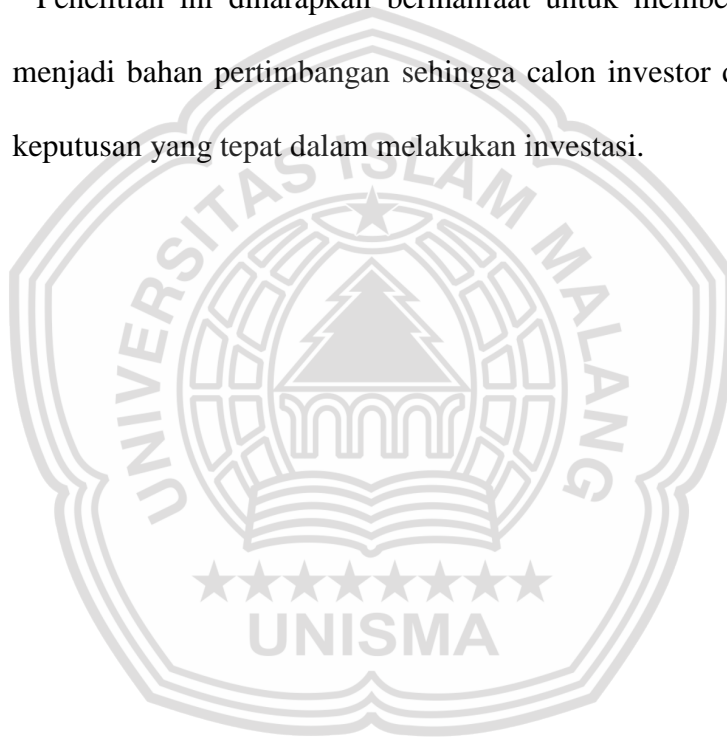 Penelitian ini diharapkan bermanfaat untuk
menjadi bahan pertimbangan sehingga calon investor
keputusan yang tepat dalam melakukan investasi.
UNIVERSITAS ISLAM MALANG
UNISMA